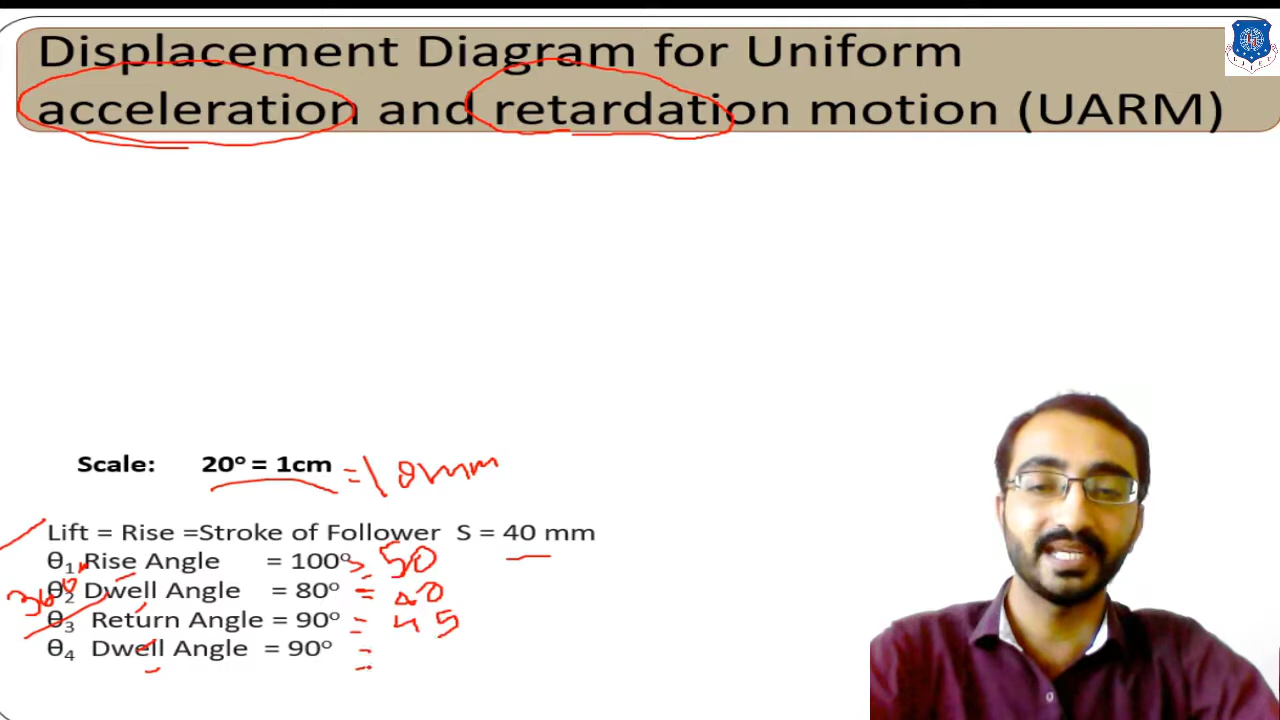 Displacement Diagram for Uniform
acceleration and retardation motion (UARM)
Scale: 20° = 1cm = 10mm
Lift = Rise =Stroke of Follower S = 40 mm
θ1 Rise Angle = 100° = 50
θ2 Dwell Angle = 80° = 40
360°
θ3 Return Angle = 90° = 45
θ4 Dwell Angle = 90° =